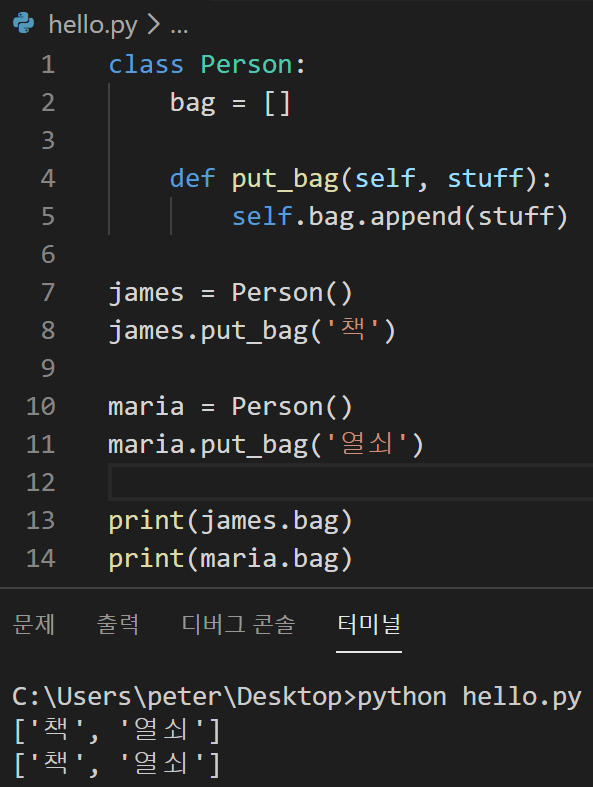 hello.py > ...
1 class Person:
2     bag = []
3
4     def put_bag(self, stuff):
5         self.bag.append(stuff)
6
7 james = Person()
8 james.put_bag('책')
9
10 maria = Person()
11 maria.put_bag('열쇠')
12
13 print(james.bag)
14 print(maria.bag)
문제 출력 디버그 콘솔 터미널
C:\Users\peter\Desktop>python hello.py
['책', '열쇠']
['책', '열쇠']